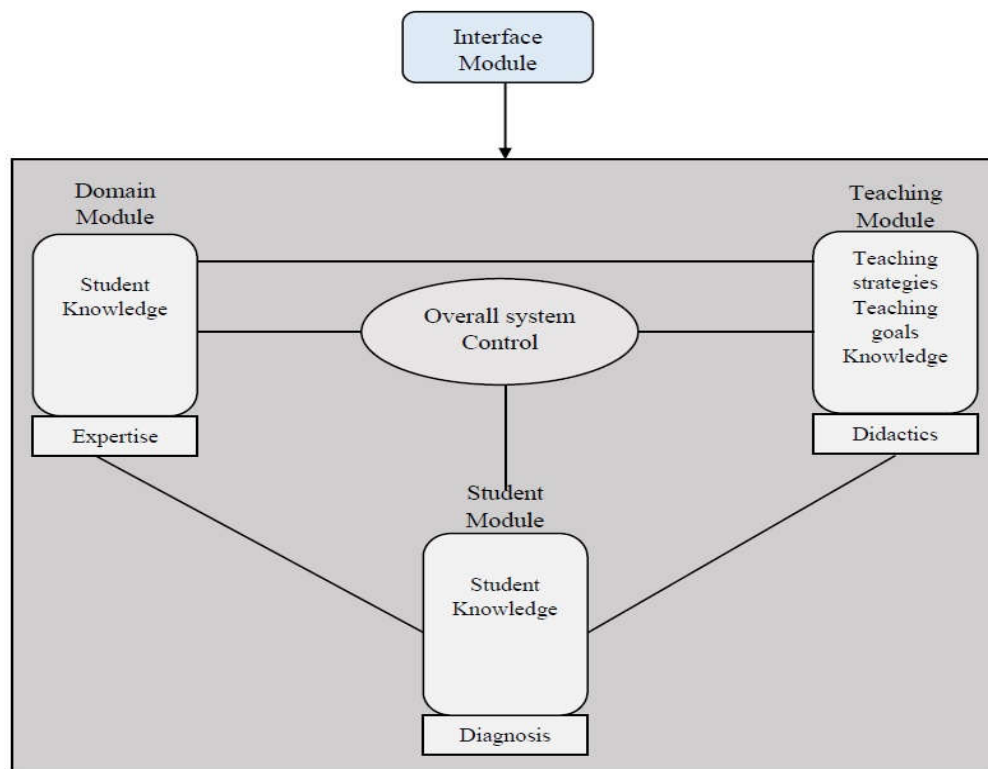 Interface
Module
Domain
Module
Teaching
Module
Student
Knowledge
Overall system
Control
Teaching
strategies
Teaching
goals
Knowledge
Expertise
Didactics
Student
Module
Student
Knowledge
Diagnosis